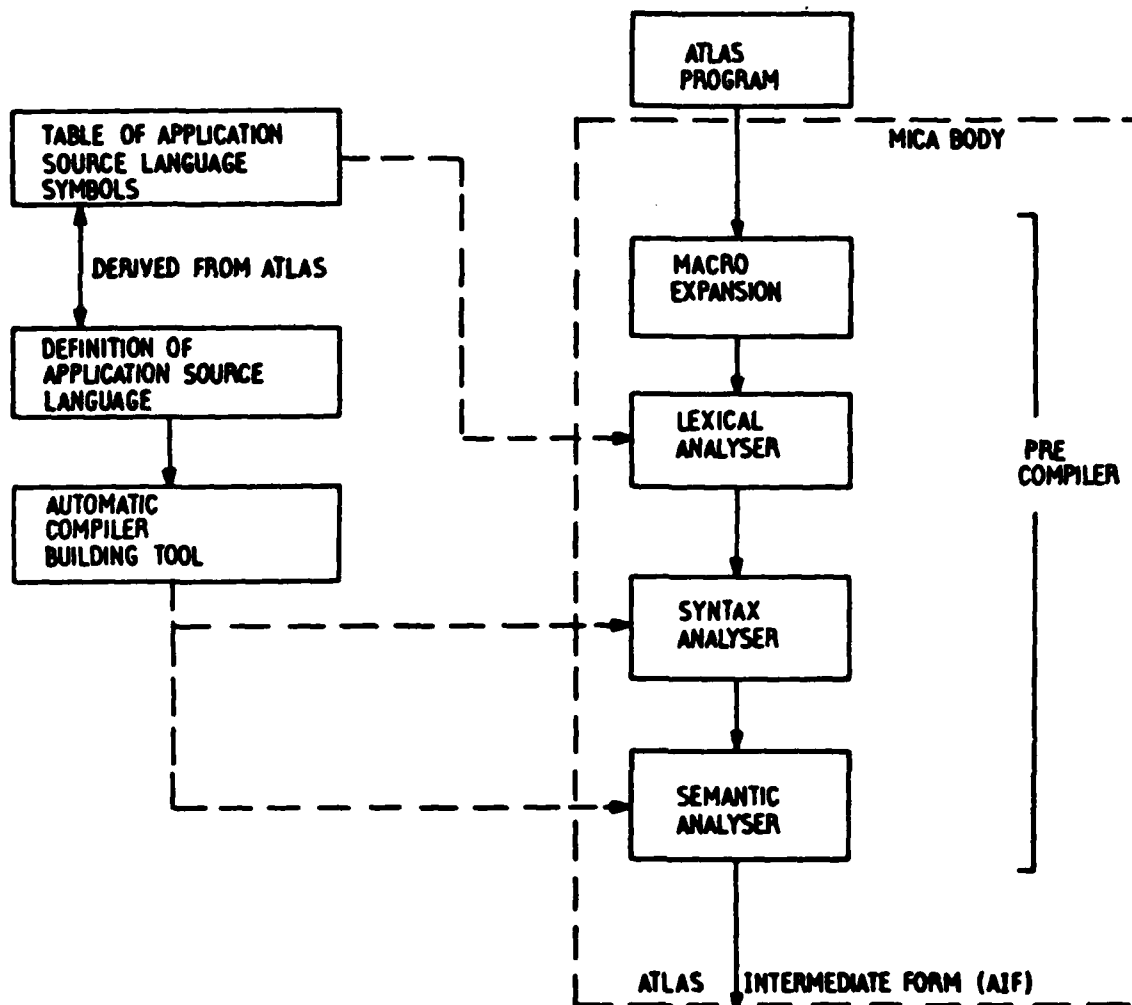 ATLAS
PROGRAM
MICA BODY
TABLE OF APPLICATION
SOURCE LANGUAGE
SYMBOLS
DERIVED FROM ATLAS
DEFINITION OF
APPLICATION SOURCE
LANGUAGE
AUTOMATIC
COMPILER
BUILDING TOOL
MACRO
EXPANSION
LEXICAL
ANALYSER
SYNTAX
ANALYSER
SEMANTIC
ANALYSER
PRE
COMPILER
ATLAS INTERMEDIATE FORM (AIF)